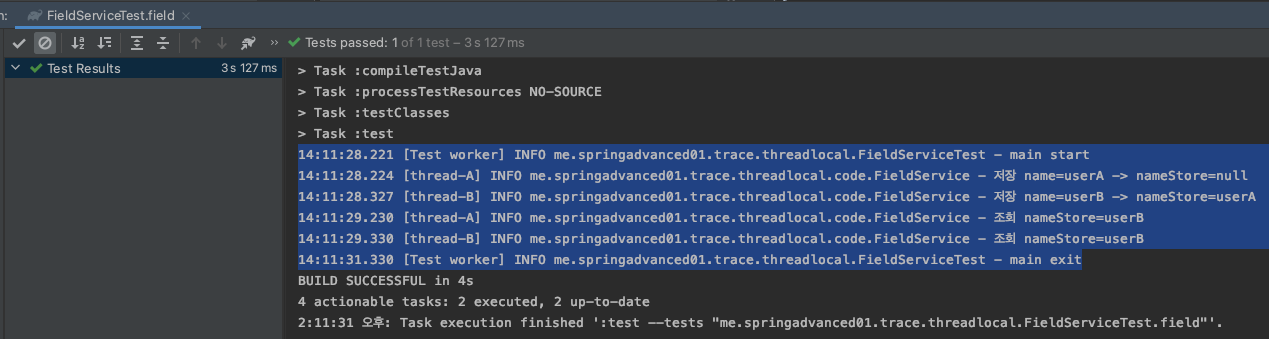 n:
FieldServiceTest.field
Tests passed: 1 of 1 test – 3 s 127 ms
Test Results
3 s 127 ms
> Task :compileTestJava
> Task :processTestResources NO-SOURCE
> Task :testClasses
> Task :test
14:11:28.221 [Test worker] INFO me.springadvanced01.trace.threadlocal.FieldServiceTest - main start
14:11:28.224 [thread-A] INFO me.springadvanced01.trace.threadlocal.code.FieldService - 저장 name=userA -> nameStore=null
14:11:28.327 [thread-B] INFO me.springadvanced01.trace.threadlocal.code.FieldService - 저장 name=userB -> nameStore=userA
14:11:29.230 [thread-A] INFO me.springadvanced01.trace.threadlocal.code.FieldService - 조회 nameStore=userB
14:11:29.330 [thread-B] INFO me.springadvanced01.trace.threadlocal.code.FieldService - 조회 nameStore=userB
14:11:31.330 [Test worker] INFO me.springadvanced01.trace.threadlocal.FieldServiceTest - main exit
BUILD SUCCESSFUL in 4s
4 actionable tasks: 2 executed, 2 up-to-date
2:11:31 오후: Task execution finished ':test --tests "me.springadvanced01.trace.threadlocal.FieldServiceTest.field"'.